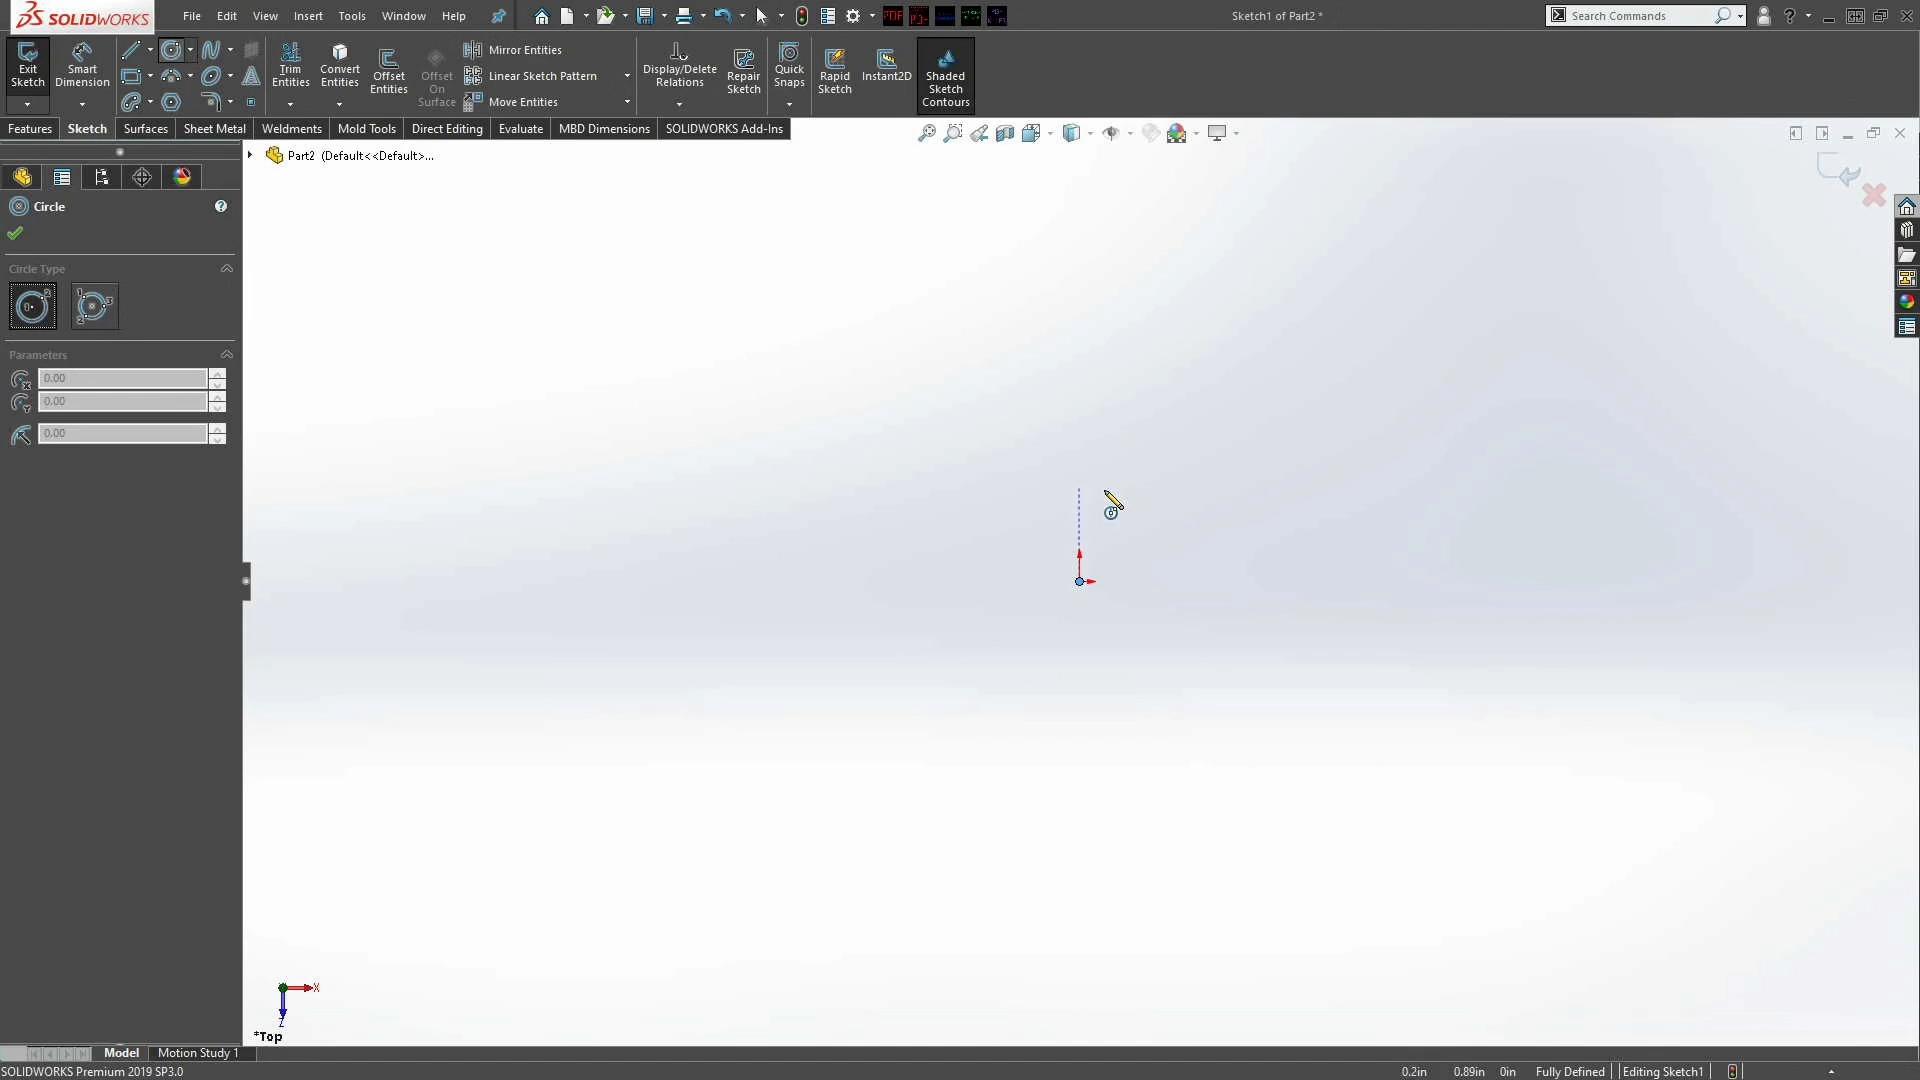 SOLIDWORKS
File Edit View Insert Tools Window Help
Sketch1 of Part2 *
Search Commands
Exit Sketch
Smart Dimension
Trim Entities
Convert Entities
Offset Entities
Offset On Surface
Mirror Entities
Linear Sketch Pattern
Move Entities
Display/Delete Relations
Repair Sketch
Quick Snaps
Rapid Sketch
Instant2D
Shaded Sketch Contours
Features Sketch Surfaces Sheet Metal Weldments Mold Tools Direct Editing Evaluate MBD Dimensions SOLIDWORKS Add-Ins
Part2 (Default<<Default>...
Circle
Circle Type
Parameters
0.00
0.00
0.00
X
Z
*Top
Model Motion Study 1
SOLIDWORKS Premium 2019 SP3.0
0.2in 0.89in 0in Fully Defined Editing Sketch1